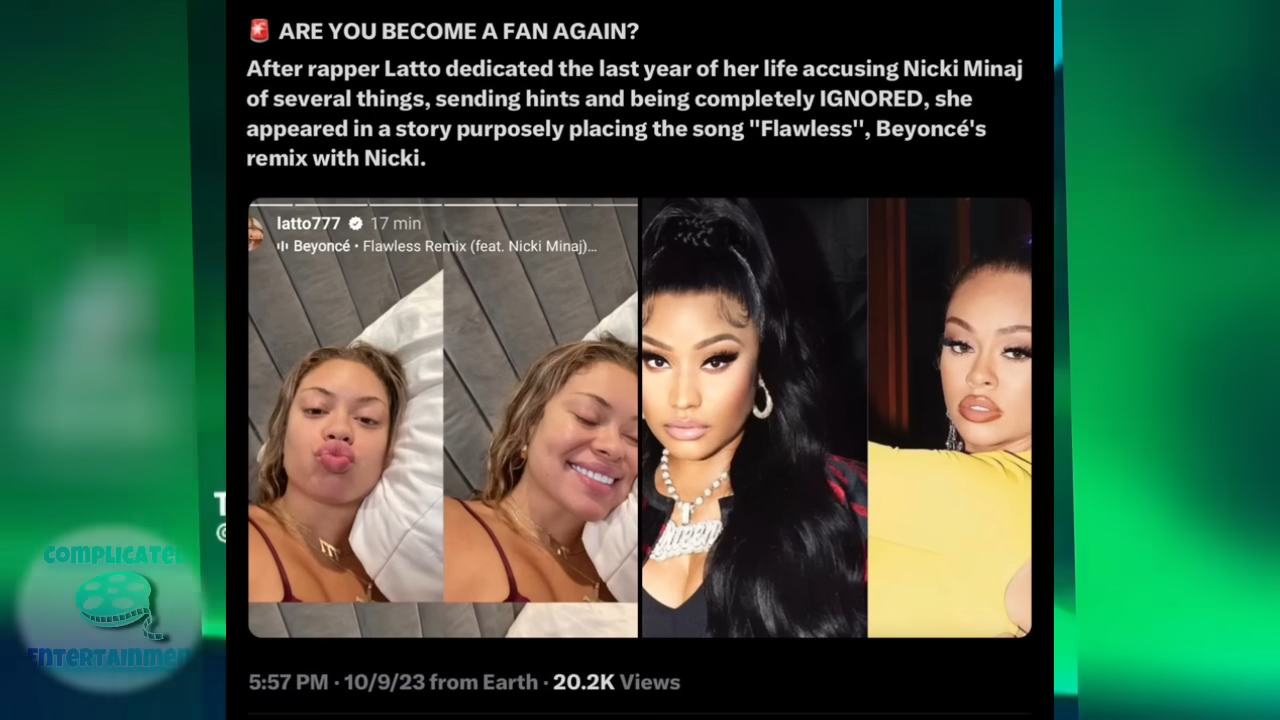 🚨 ARE YOU BECOME A FAN AGAIN?
After rapper Latto dedicated the last year of her life accusing Nicki Minaj
of several things, sending hints and being completely IGNORED, she
appeared in a story purposely placing the song "Flawless", Beyoncé's
remix with Nicki.
latto777 17 min
Beyoncé • Flawless Remix (feat. Nicki Minaj)...
Queen
COMPLICATED
ENTERTAINMENT
5:57 PM · 10/9/23 from Earth · 20.2K Views